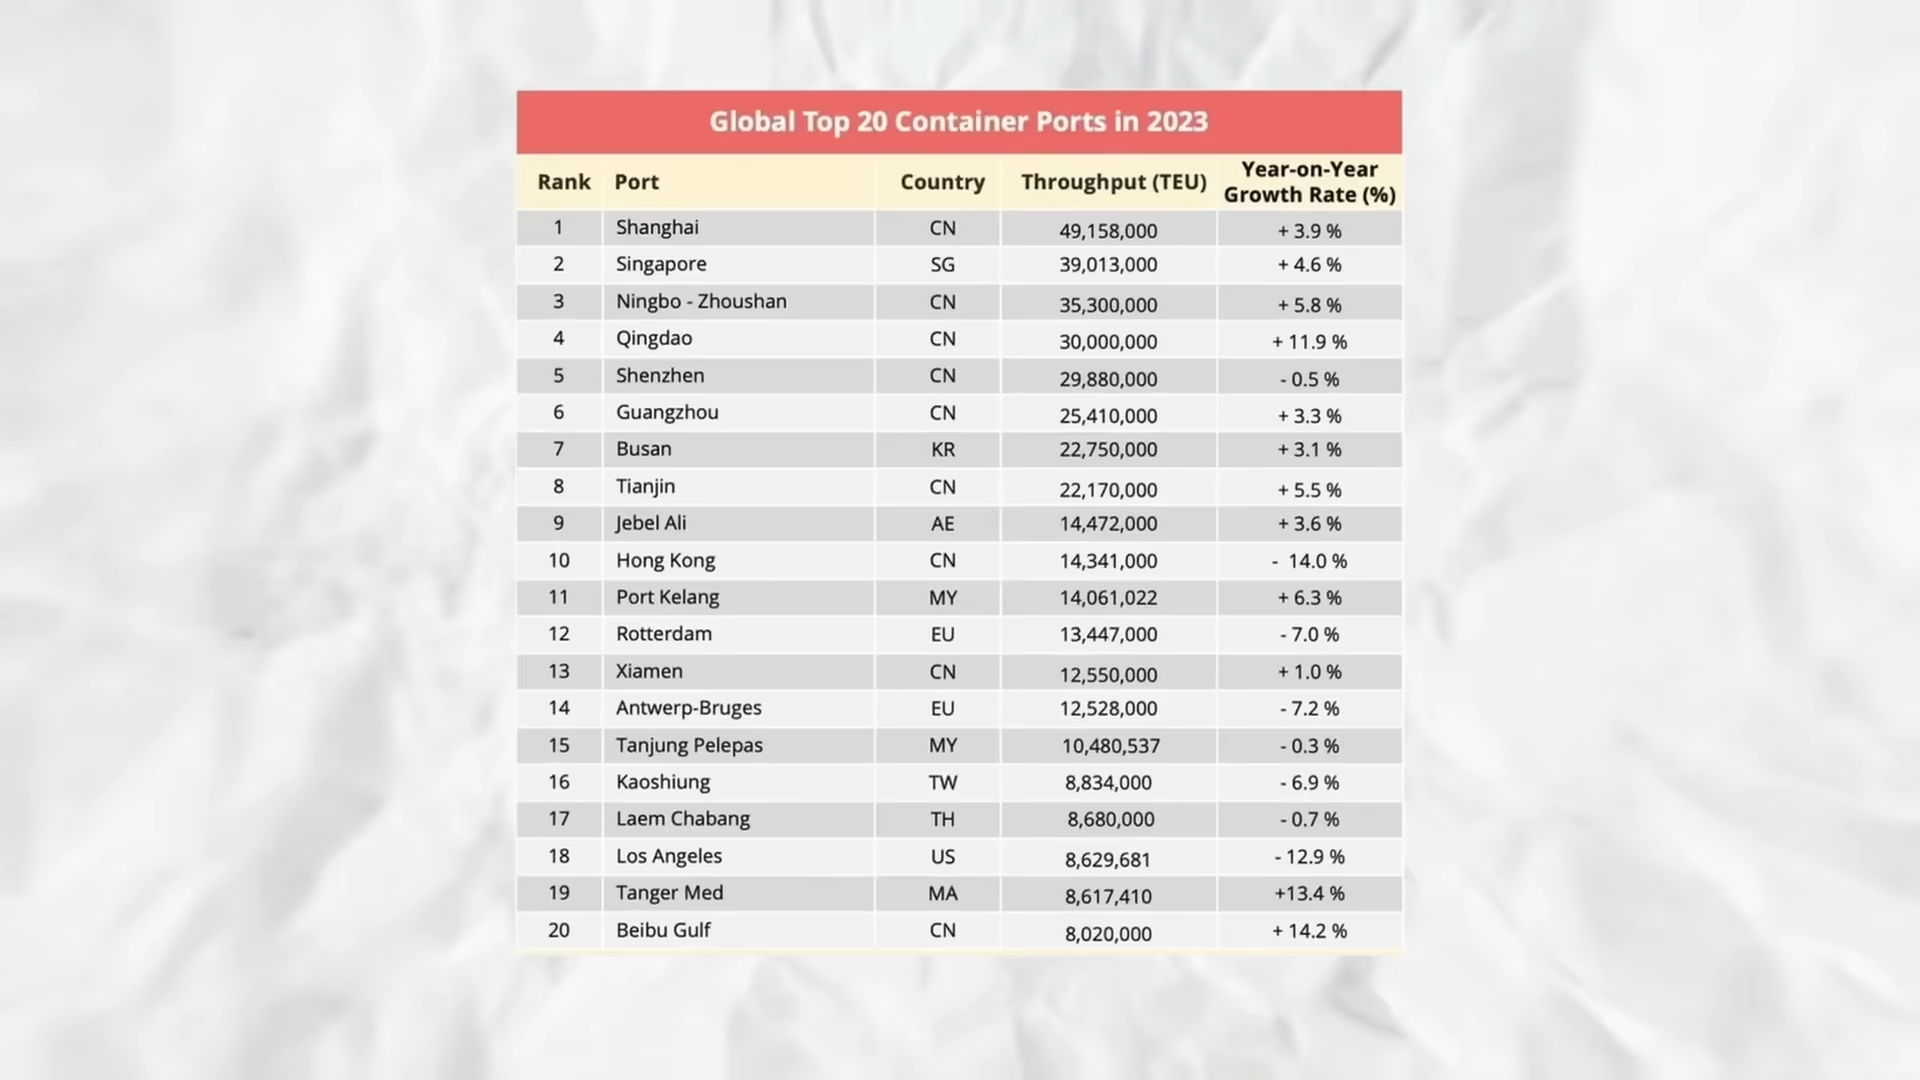 Global Top 20 Container Ports in 2023
Rank Port Country Throughput (TEU) Year-on-Year Growth Rate (%)
1 Shanghai CN 49,158,000 + 3.9 %
2 Singapore SG 39,013,000 + 4.6 %
3 Ningbo - Zhoushan CN 35,300,000 + 5.8 %
4 Qingdao CN 30,000,000 + 11.9 %
5 Shenzhen CN 29,880,000 - 0.5 %
6 Guangzhou CN 25,410,000 + 3.3 %
7 Busan KR 22,750,000 + 3.1 %
8 Tianjin CN 22,170,000 + 5.5 %
9 Jebel Ali AE 14,472,000 + 3.6 %
10 Hong Kong CN 14,341,000 - 14.0 %
11 Port Kelang MY 14,061,022 + 6.3 %
12 Rotterdam EU 13,447,000 - 7.0 %
13 Xiamen CN 12,550,000 + 1.0 %
14 Antwerp-Bruges EU 12,528,000 - 7.2 %
15 Tanjung Pelepas MY 10,480,537 - 0.3 %
16 Kaoshiung TW 8,834,000 - 6.9 %
17 Laem Chabang TH 8,680,000 - 0.7 %
18 Los Angeles US 8,629,681 - 12.9 %
19 Tanger Med MA 8,617,410 +13.4 %
20 Beibu Gulf CN 8,020,000 + 14.2 %